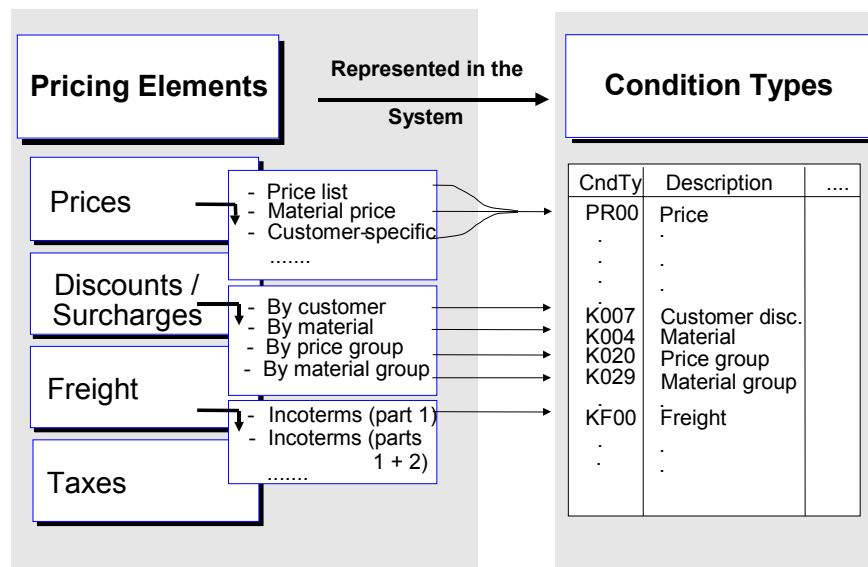 Pricing Elements
Represented in the
System
Condition Types
Prices
- Price list
- Material price
- Customer-specific
.......
Discounts /
Surcharges
- By customer
- By material
- By price group
- By material group
Freight
- Incoterms (part 1)
- Incoterms (parts
1 + 2)
.......
Taxes
CndTy Description ....
PR00 Price
. .
. .
. .
.
K007 Customer disc.
K004 Material
K020 Price group
K029 Material group
. .
KF00 Freight
. .
. .
.